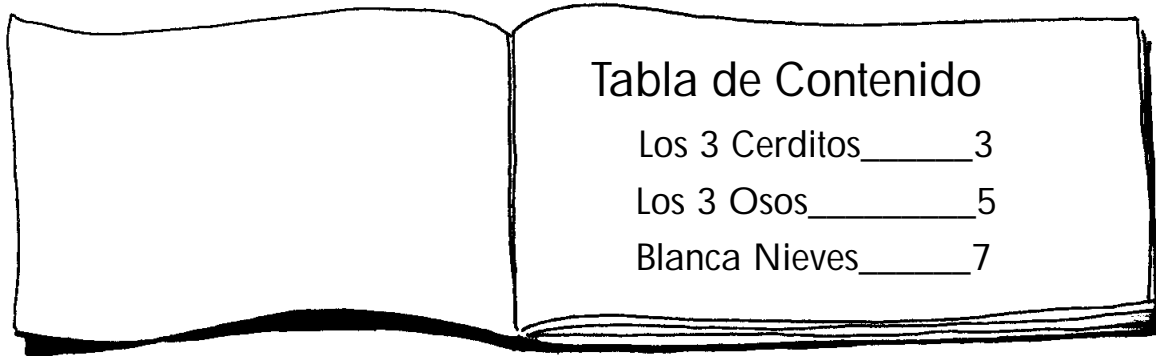 Tabla de Contenido
Los 3 Cerditos______3
Los 3 Osos_________5
Blanca Nieves______7